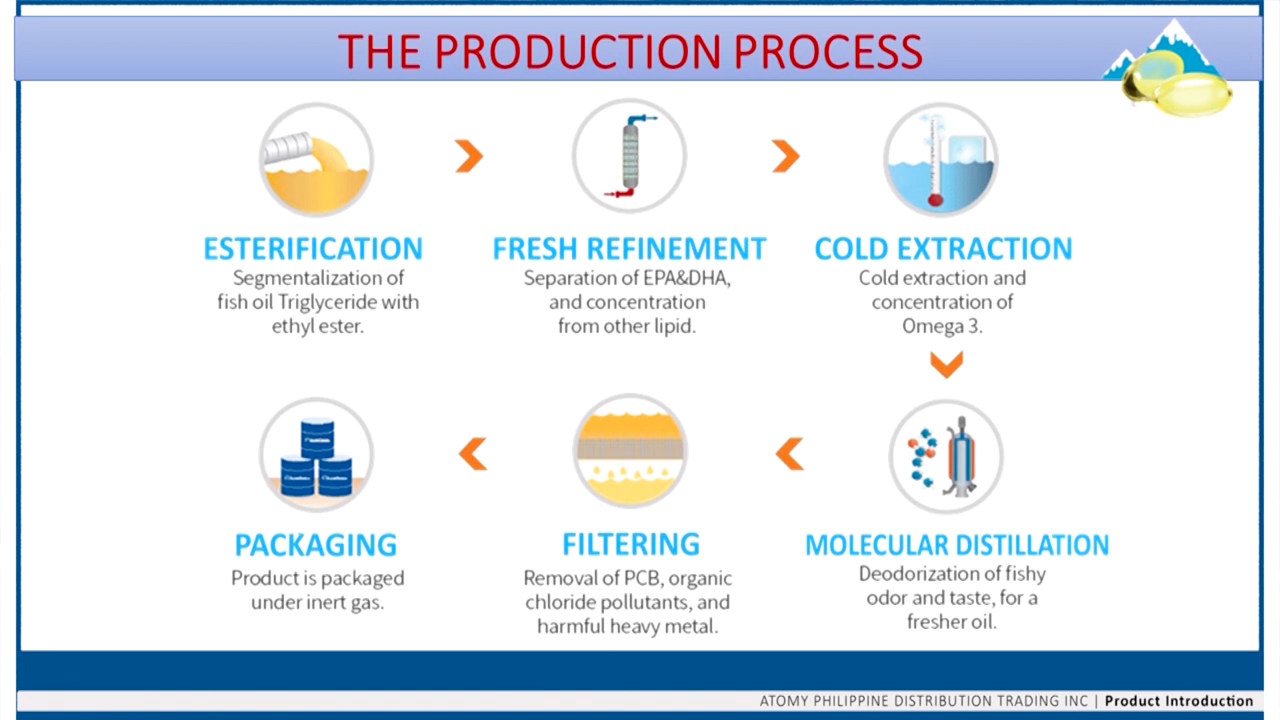 THE PRODUCTION PROCESS
ESTERIFICATION
Segmentalization of
fish oil Triglyceride with
ethyl ester.
FRESH REFINEMENT
Separation of EPA&DHA,
and concentration
from other lipid.
COLD EXTRACTION
Cold extraction and
concentration of
Omega 3.
MOLECULAR DISTILLATION
Deodorization of fishy
odor and taste, for a
fresher oil.
FILTERING
Removal of PCB, organic
chloride pollutants, and
harmful heavy metal.
PACKAGING
Product is packaged
under inert gas.
ATOMY PHILIPPINE DISTRIBUTION TRADING INC | Product Introduction